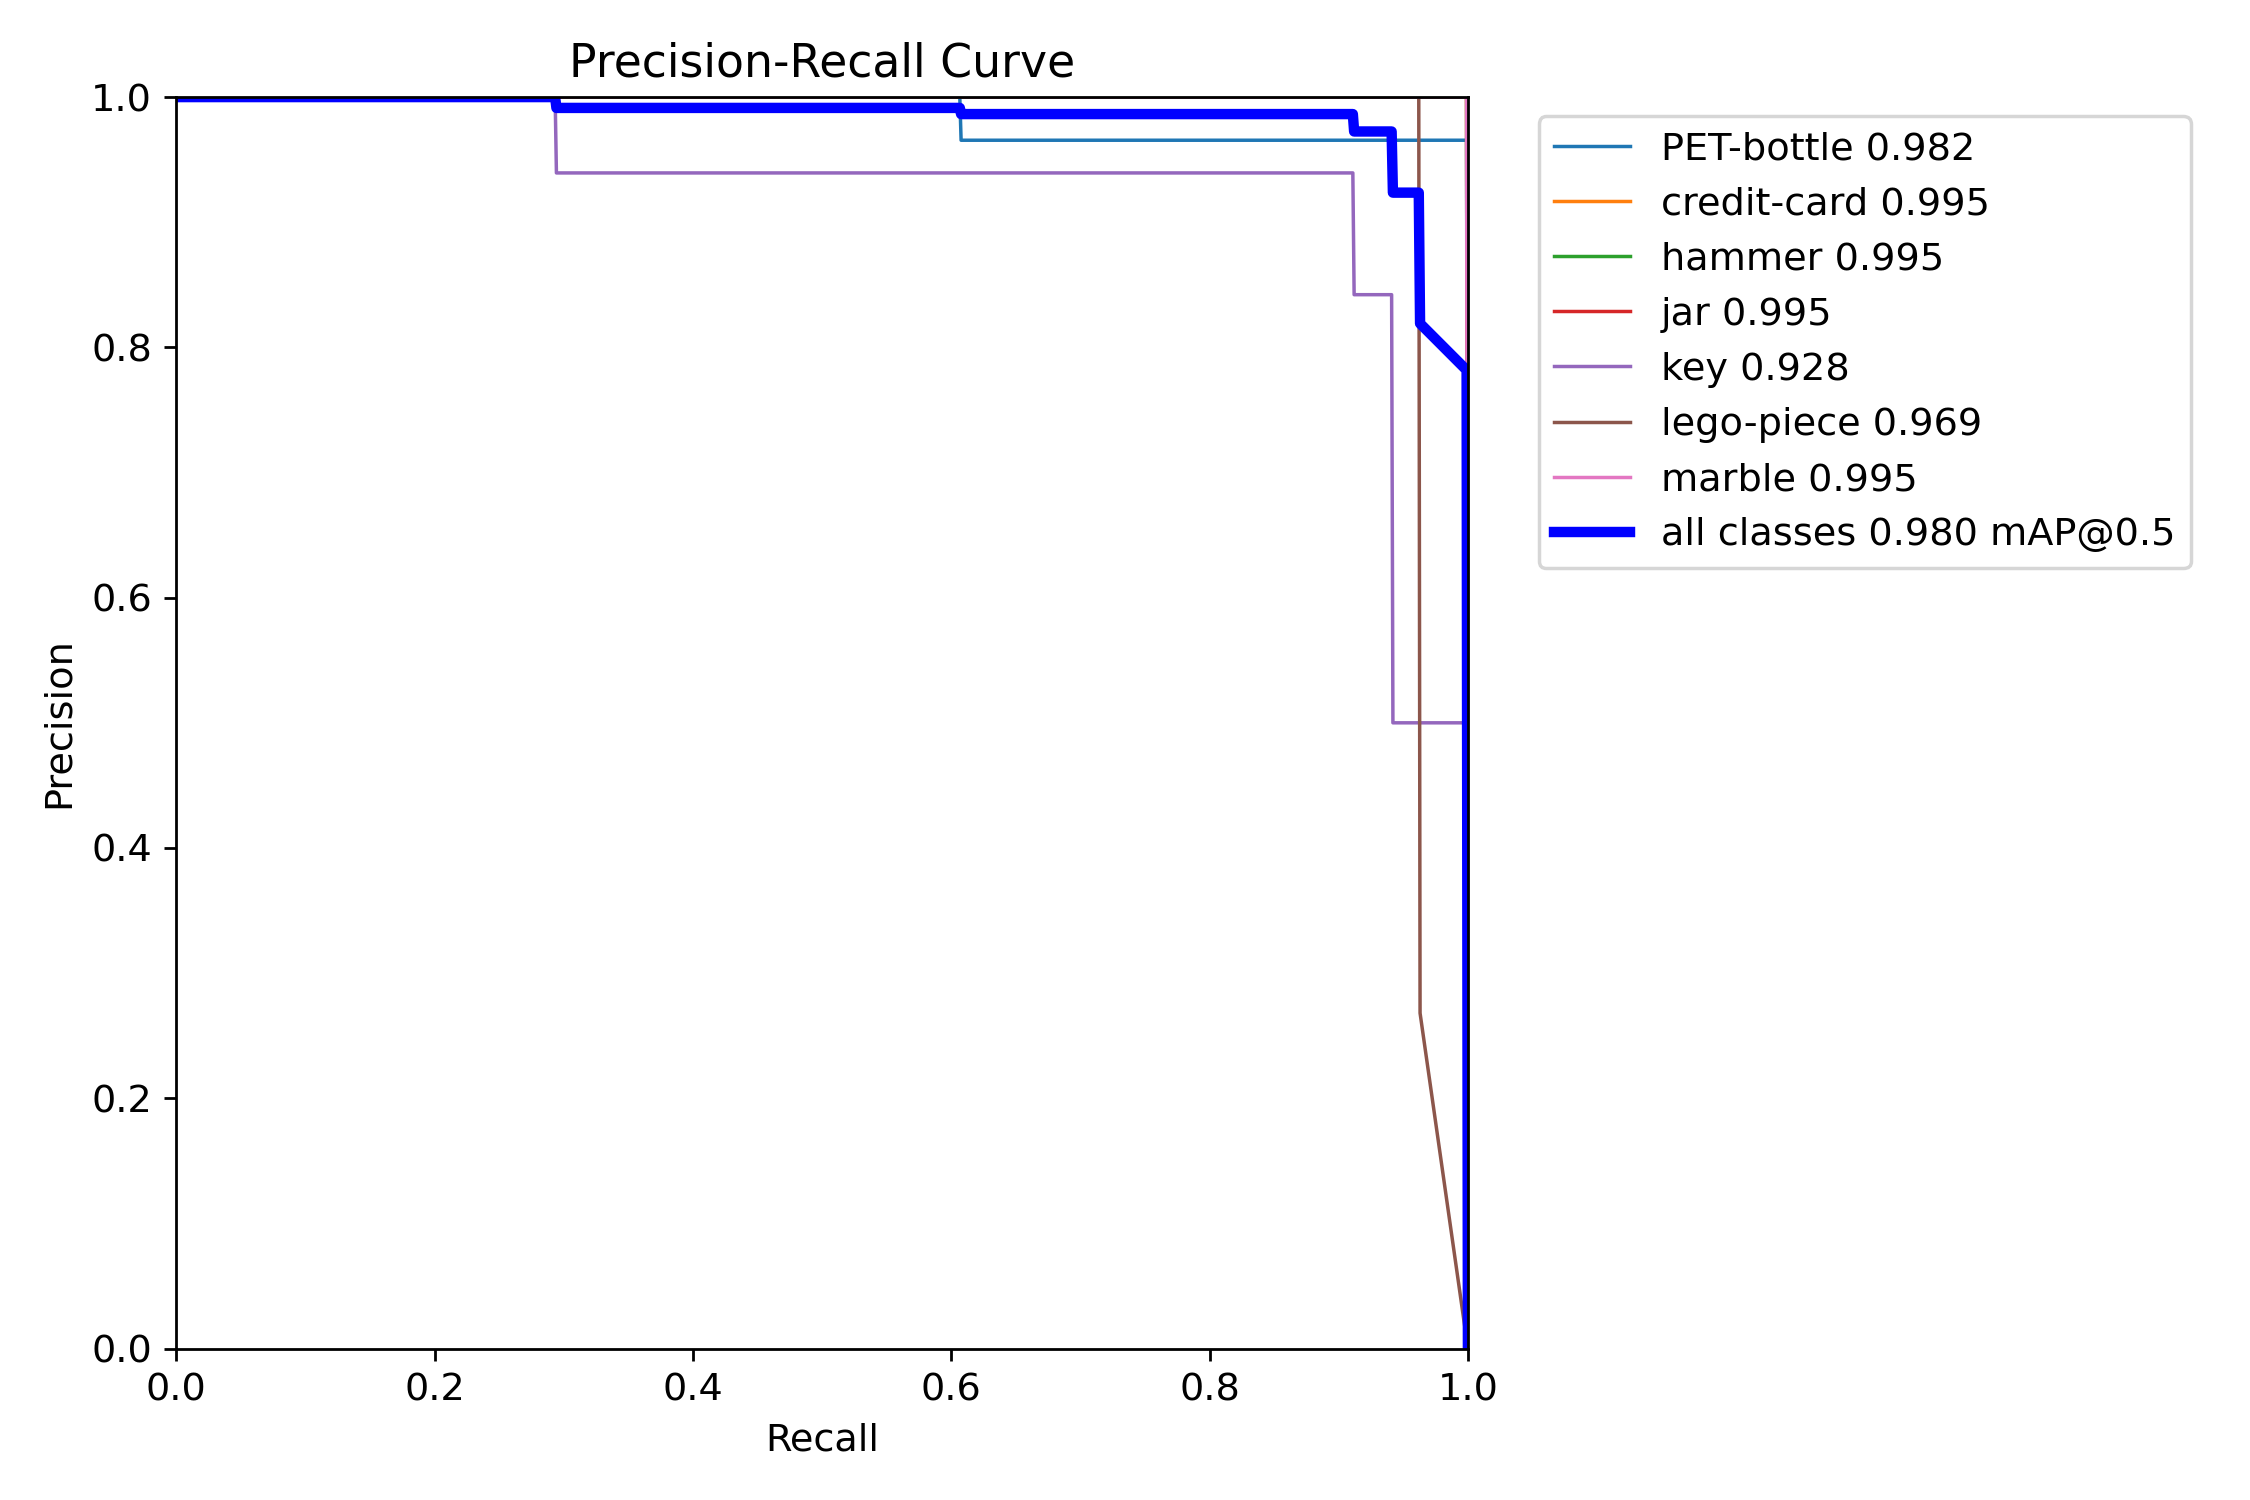 Precision-Recall Curve
1.0
0.8
0.6
0.4
0.2
0.0
Precision
0.0 0.2 0.4 0.6 0.8 1.0
Recall
PET-bottle 0.982
credit-card 0.995
hammer 0.995
jar 0.995
key 0.928
lego-piece 0.969
marble 0.995
all classes 0.980 mAP@0.5